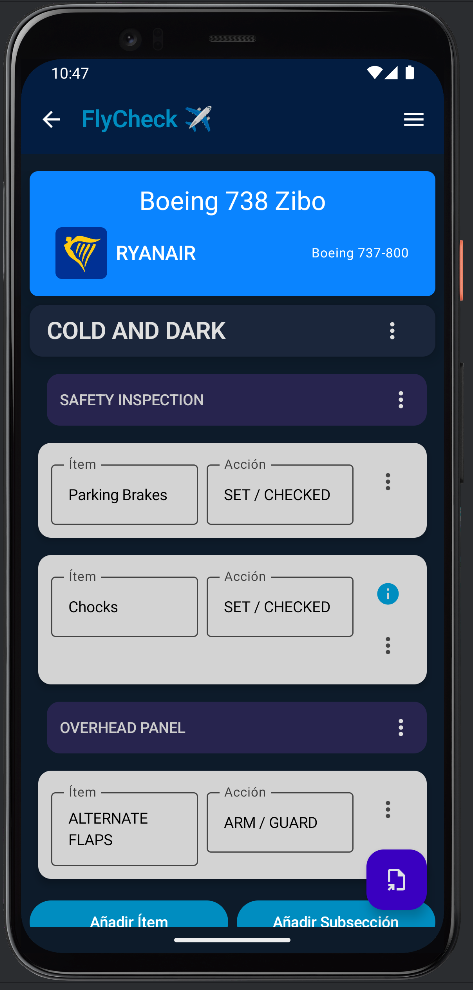 10:47
FlyCheck ✈️
Boeing 738 Zibo
RYANAIR
Boeing 737-800
COLD AND DARK
SAFETY INSPECTION
Ítem
Acción
Parking Brakes
SET / CHECKED
Ítem
Acción
Chocks
SET / CHECKED
OVERHEAD PANEL
Ítem
Acción
ALTERNATE
FLAPS
ARM / GUARD
Añadir Ítem
Añadir Subsección